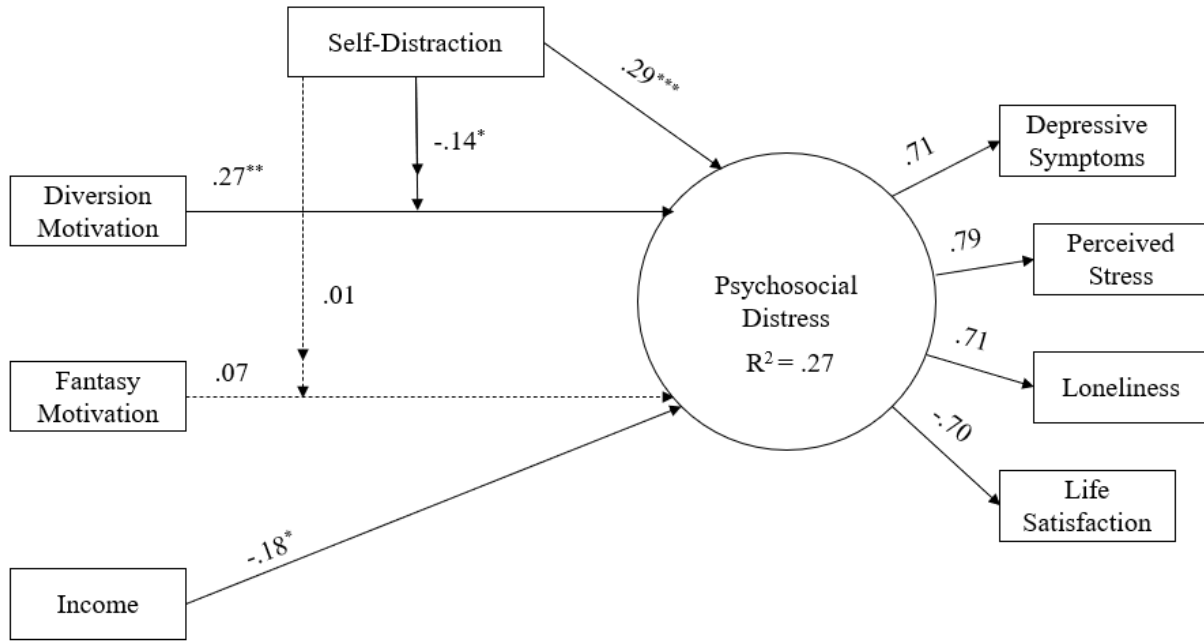 Self-Distraction
.29***
-.14*
Diversion
Motivation
.27**
.01
Fantasy
Motivation
.07
Income
-.18*
Psychosocial
Distress
R² = .27
.71
Depressive
Symptoms
.79
Perceived
Stress
.71
Loneliness
-.70
Life
Satisfaction